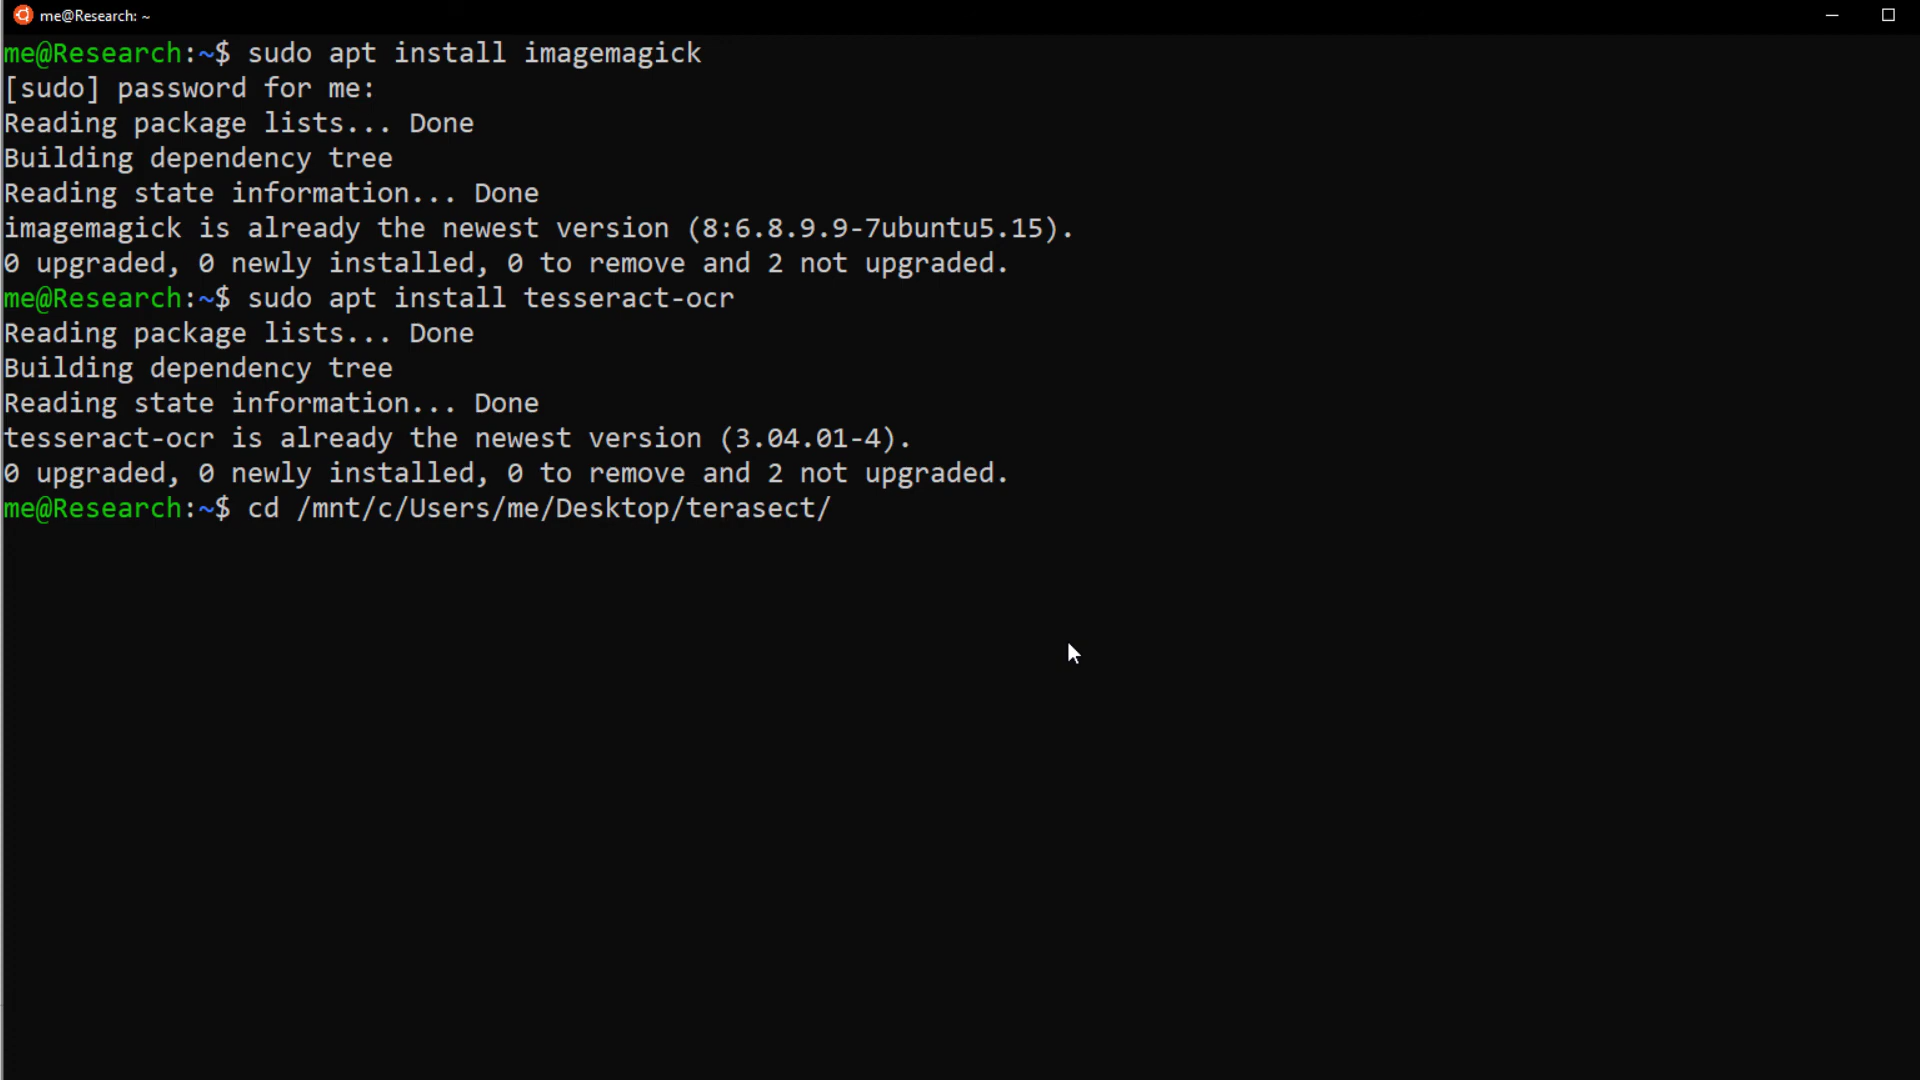 me@Research: ~
me@Research:~$ sudo apt install imagemagick
[sudo] password for me:
Reading package lists... Done
Building dependency tree
Reading state information... Done
imagemagick is already the newest version (8:6.8.9.9-7ubuntu5.15).
0 upgraded, 0 newly installed, 0 to remove and 2 not upgraded.
me@Research:~$ sudo apt install tesseract-ocr
Reading package lists... Done
Building dependency tree
Reading state information... Done
tesseract-ocr is already the newest version (3.04.01-4).
0 upgraded, 0 newly installed, 0 to remove and 2 not upgraded.
me@Research:~$ cd /mnt/c/Users/me/Desktop/terasect/